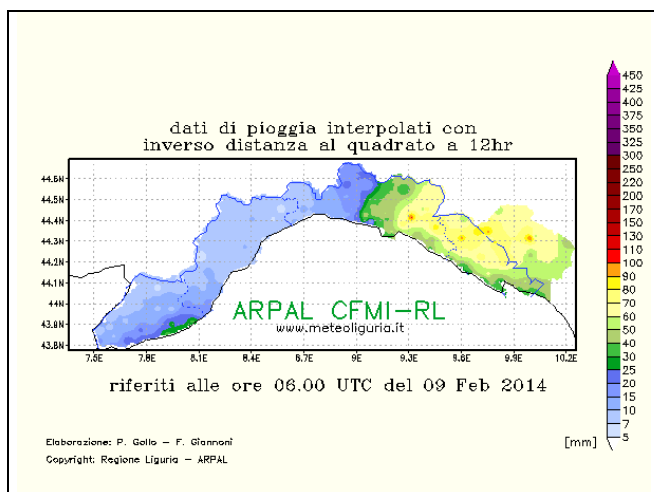 dati di pioggia interpolati con
inverso distanza al quadrato a 12hr
44.6N
44.5N
44.4N
44.3N
44.2N
44.1N
44N
43.9N
43.8N
7.5E 7.8E 8.1E 8.4E 8.7E 9E 9.3E 9.6E 9.9E 10.2E
ARPAL CFMI-RL
www.meteoliguria.it
riferiti alle ore 06.00 UTC del 09 Feb 2014
450
425
400
375
350
325
300
250
200
170
150
130
110
100
90
80
70
60
50
40
30
25
20
15
10
7
5
[mm]
Elaborazione: P. Gollo - F. Giannoni
Copyright: Regione Liguria - ARPAL